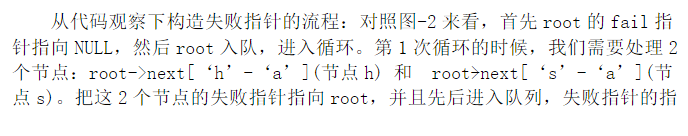 从代码观察下构造失败指针的流程：对照图-2 来看，首先 root 的 fail 指
针指向 NULL，然后 root 入队，进入循环。第 1 次循环的时候，我们需要处理 2
个节点：root->next[‘h’-‘a’](节点 h) 和 root->next[‘s’-‘a’](节
点 s)。把这 2 个节点的失败指针指向 root，并且先后进入队列，失败指针的指